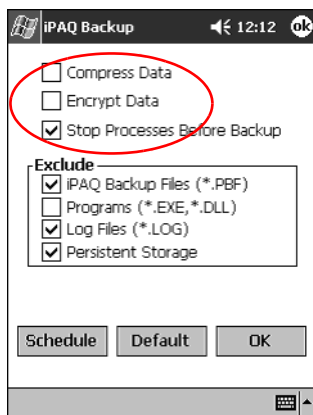 iPAQ Backup 12:12 ok
Compress Data
Encrypt Data
Stop Processes Before Backup
Exclude
iPAQ Backup Files (*.PBF)
Programs (*.EXE,*.DLL)
Log Files (*.LOG)
Persistent Storage
Schedule Default OK